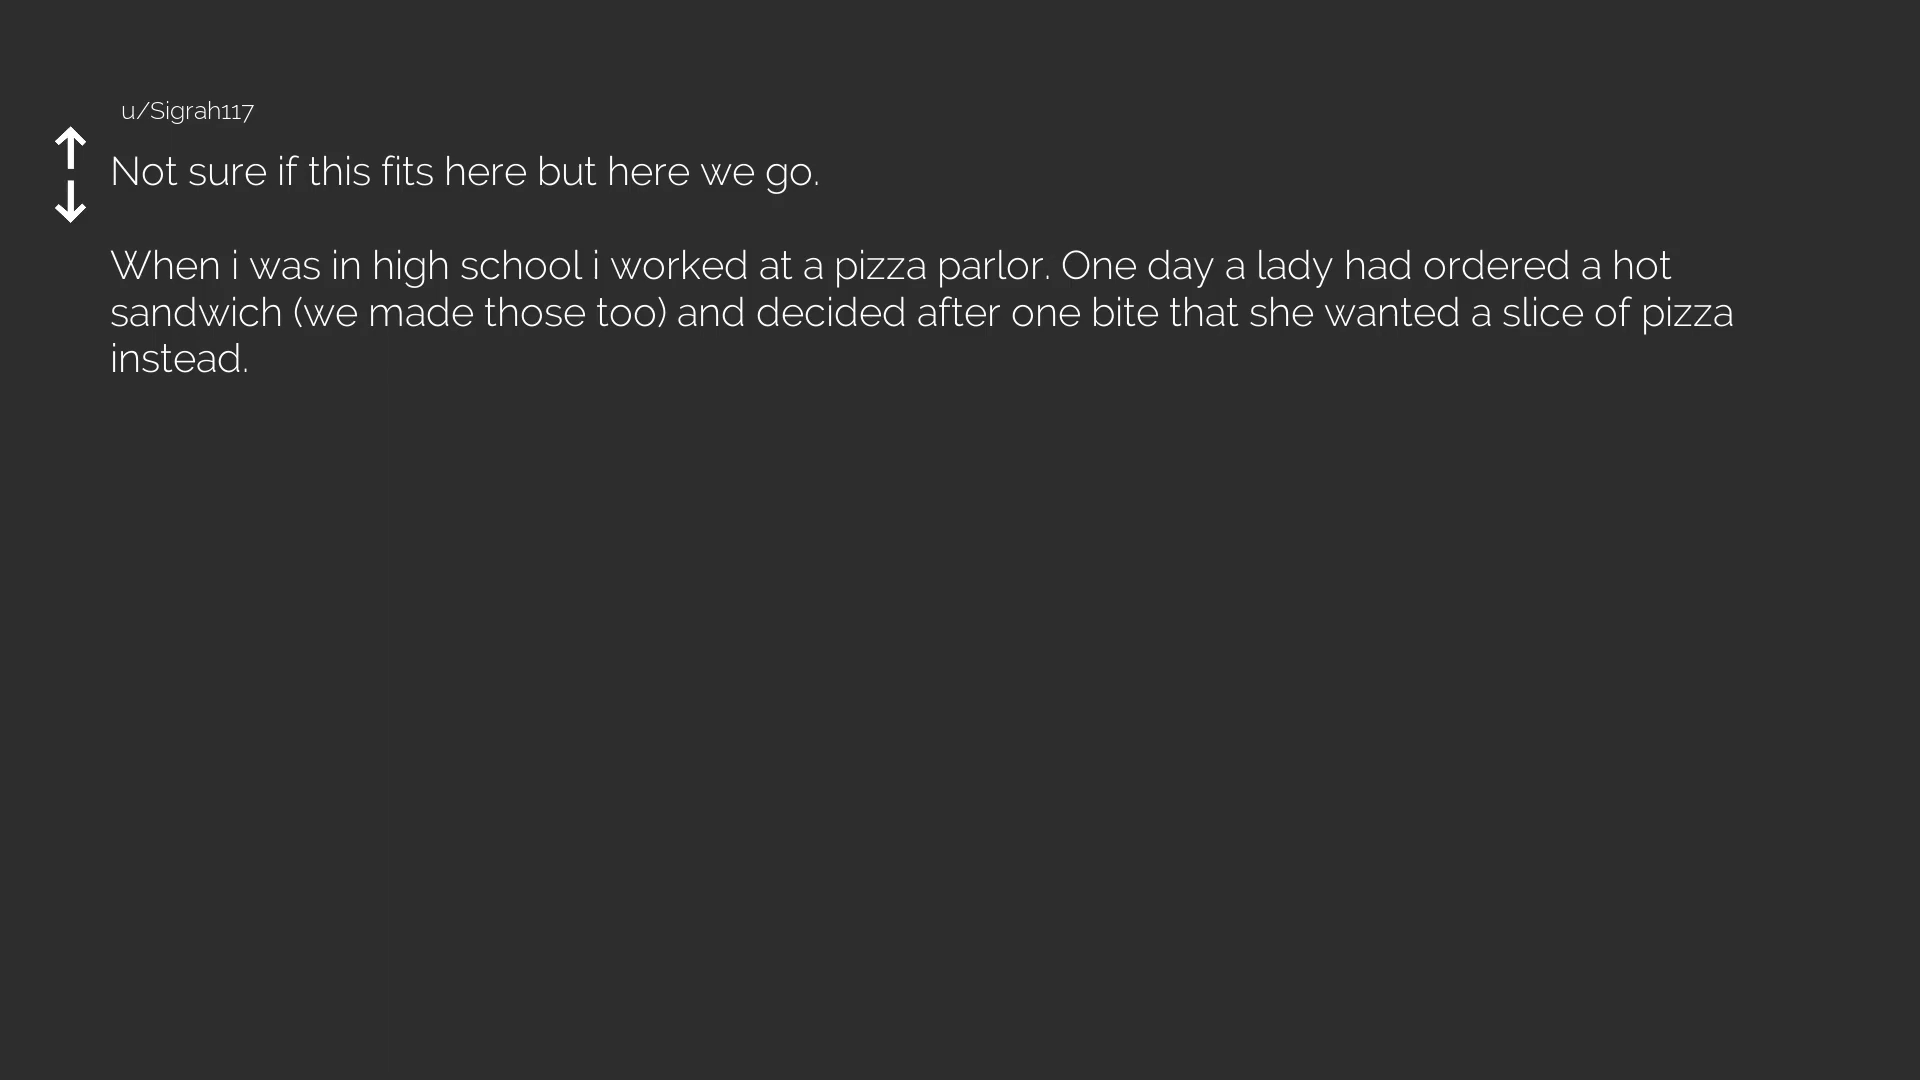 u/Sigrah117
Not sure if this fits here but here we go.
When i was in high school i worked at a pizza parlor. One day a lady had ordered a hot
sandwich (we made those too) and decided after one bite that she wanted a slice of pizza
instead.